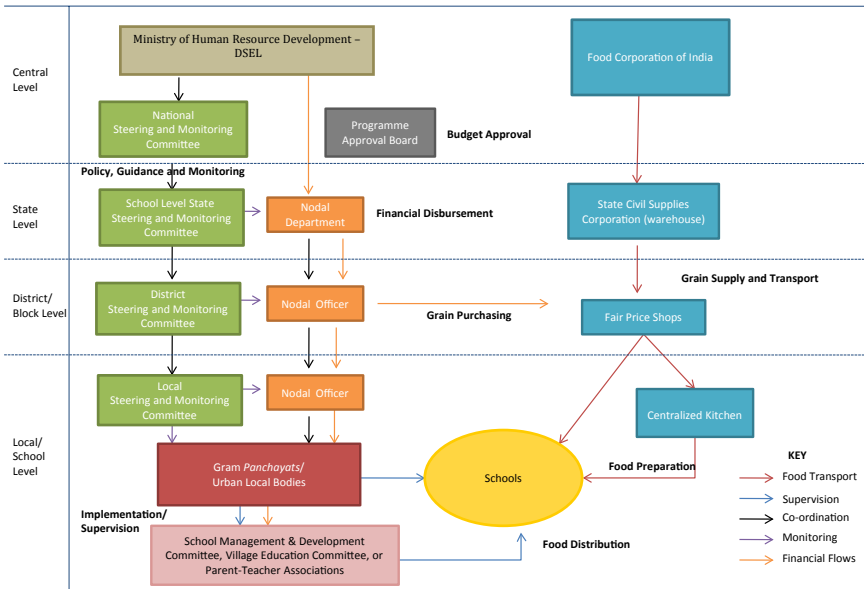 Central
Level
Ministry of Human Resource Development –
DSEL
Food Corporation of India
National
Steering and Monitoring
Committee
Programme
Approval Board
Budget Approval
Policy, Guidance and Monitoring
State
Level
School Level State
Steering and Monitoring
Committee
Nodal
Department
Financial Disbursement
State Civil Supplies
Corporation (warehouse)
Grain Supply and Transport
District/
Block Level
District
Steering and Monitoring
Committee
Nodal Officer
Grain Purchasing
Fair Price Shops
Local
Steering and Monitoring
Committee
Nodal Officer
Centralized Kitchen
Local/
School
Level
Gram Panchayats/
Urban Local Bodies
Schools
Food Preparation
Implementation/
Supervision
School Management & Development
Committee, Village Education Committee, or
Parent-Teacher Associations
Food Distribution
KEY
Food Transport
Supervision
Co-ordination
Monitoring
Financial Flows